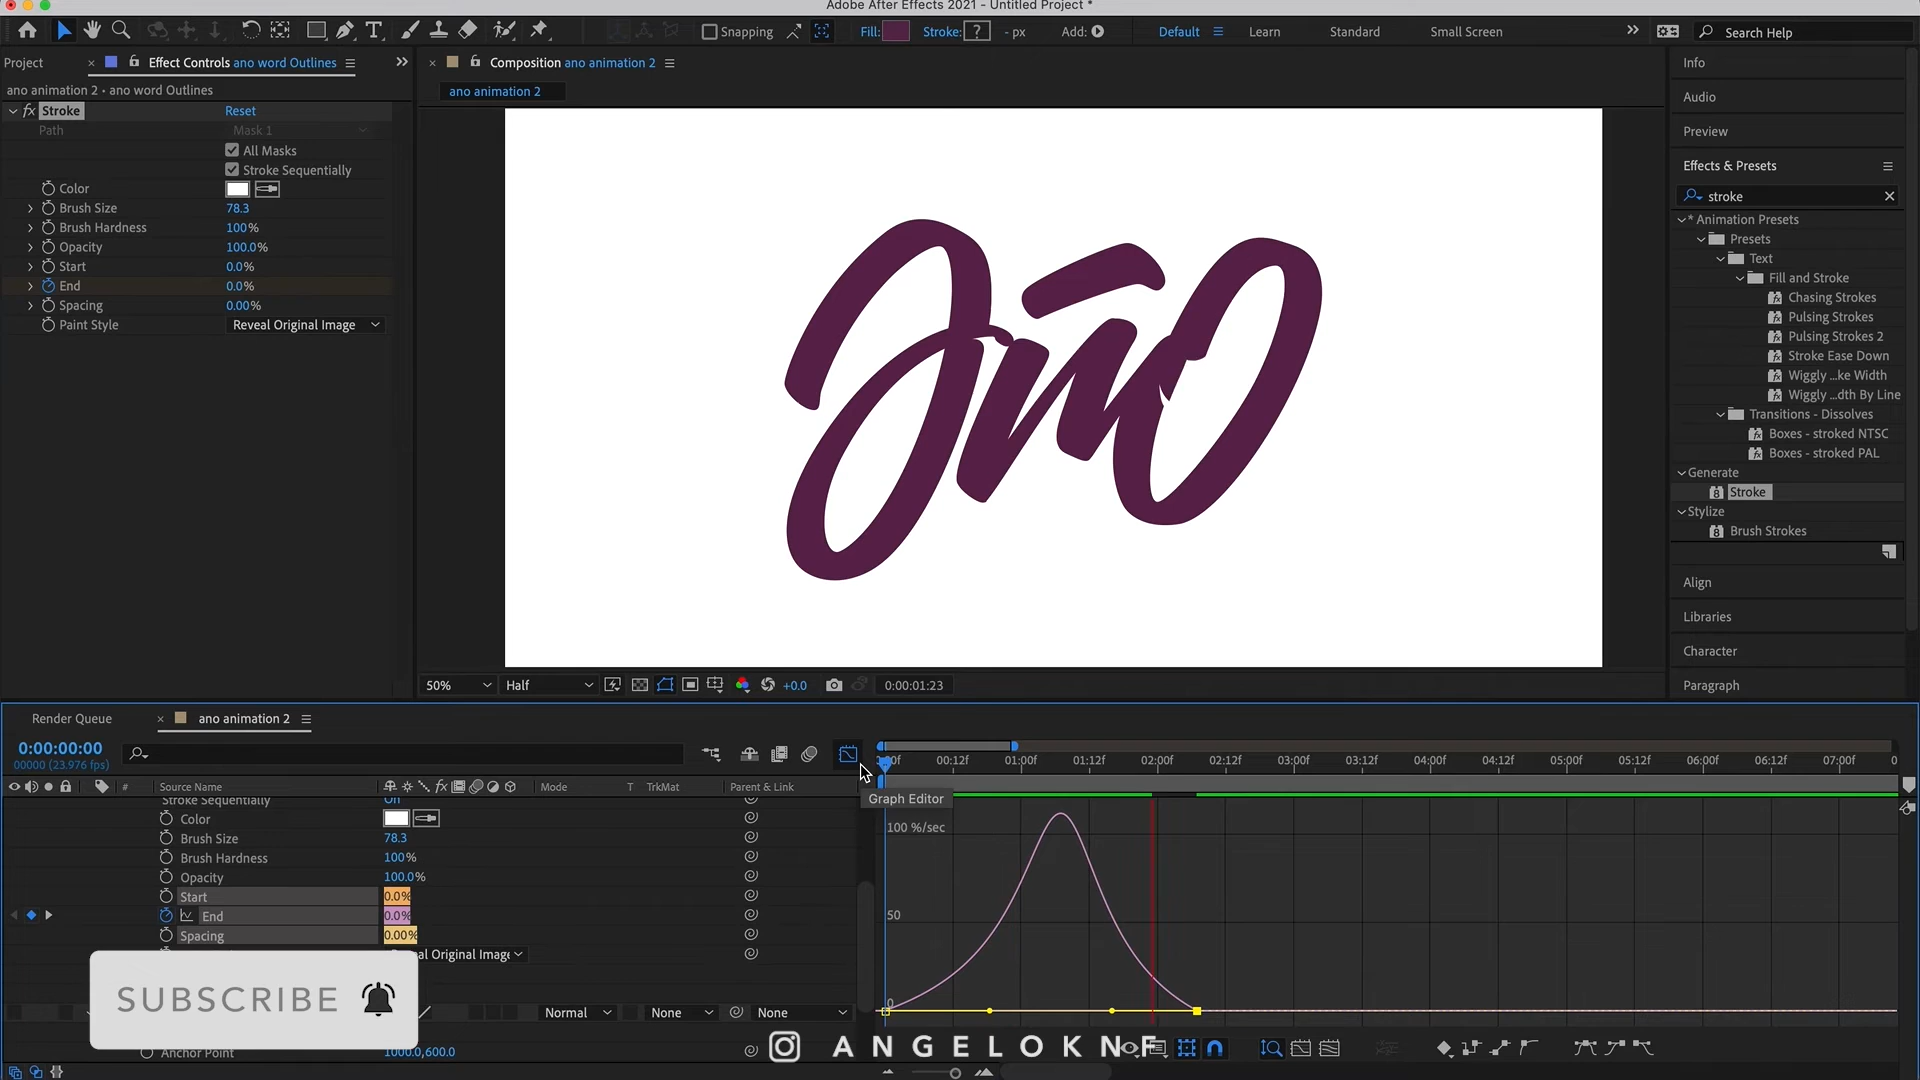 Adobe After Effects 2021 - Untitled Project *
Snapping
Fill:
Stroke: ?
- px
Add:
Default
Learn
Standard
Small Screen
Search Help
Project
Effect Controls ano word Outlines
ano animation 2 • ano word Outlines
fx Stroke
Reset
Path
Mask 1
All Masks
Stroke Sequentially
Color
Brush Size
78.3
Brush Hardness
100%
Opacity
100.0%
Start
0.0%
End
0.0%
Spacing
0.00%
Paint Style
Reveal Original Image
Composition ano animation 2
ano animation 2
50%
Half
+0.0
0:00:01:23
Info
Audio
Preview
Effects & Presets
stroke
* Animation Presets
Presets
Text
Fill and Stroke
Chasing Strokes
Pulsing Strokes
Pulsing Strokes 2
Stroke Ease Down
Wiggly ...ke Width
Wiggly ...dth By Line
Transitions - Dissolves
Boxes - stroked NTSC
Boxes - stroked PAL
Generate
Stroke
Stylize
Brush Strokes
Align
Libraries
Character
Paragraph
Render Queue
ano animation 2
0:00:00:00
00000 (23.976 fps)
#
Source Name
Mode
T TrkMat
Parent & Link
Stroke Sequentially
On
Color
Brush Size
78.3
Brush Hardness
100%
Opacity
100.0%
Start
0.0%
End
0.0%
Spacing
0.00%
al Original Image
Normal
None
None
Anchor Point
1000.0,600.0
00:12f
01:00f
01:12f
02:00f
02:12f
03:00f
03:12f
04:00f
04:12f
05:00f
05:12f
06:00f
06:12f
07:00f
Graph Editor
100 %/sec
50
0
SUBSCRIBE
ANGELOKNF